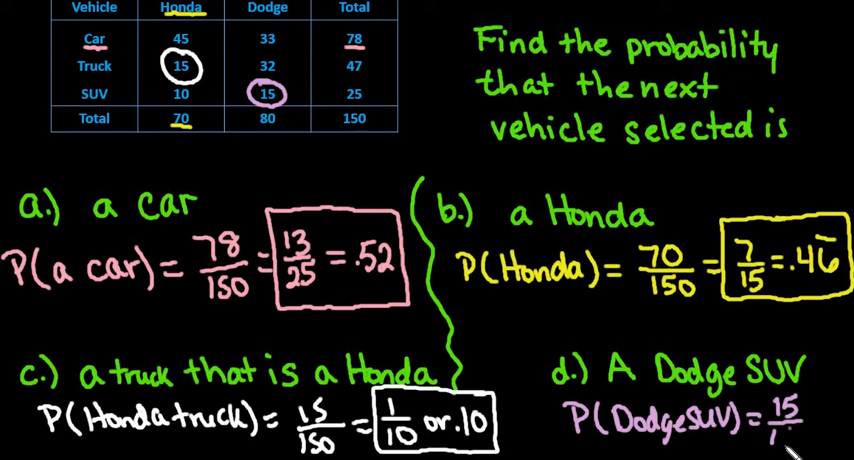 Vehicle Honda Dodge Total
Car 45 33 78
Truck 15 32 47
SUV 10 15 25
Total 70 80 150
Find the probability
that the next
vehicle selected is
a.) a car
P(a car) = 78/150 = 13/25 = .52
b.) a Honda
P(Honda) = 70/150 = 7/15 = .46̅
c.) a truck that is a Honda
P(Honda truck) = 15/150 = 1/10 or .10
d.) A Dodge SUV
P(Dodge SUV) = 15/1